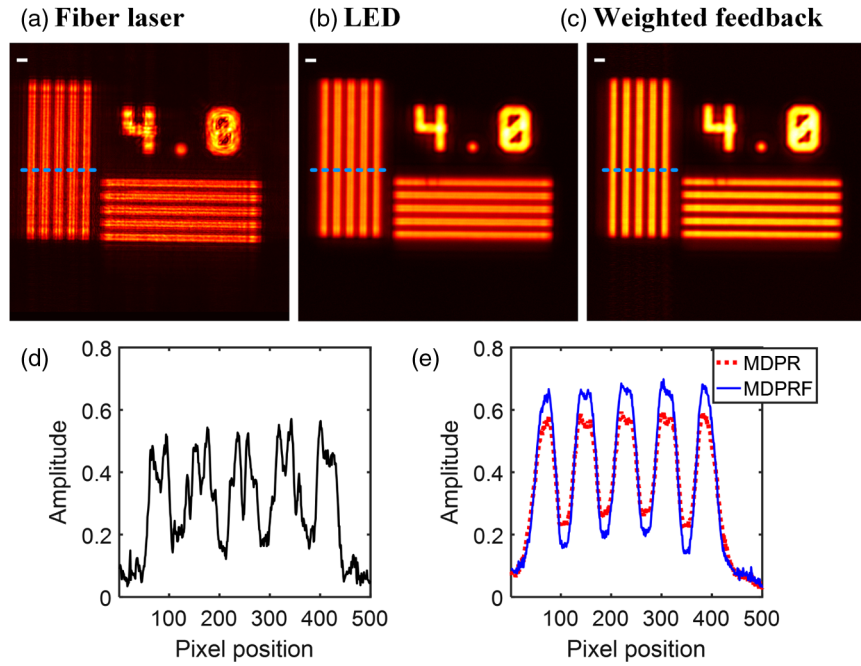 (a) Fiber laser
(b) LED
(c) Weighted feedback
4.0
4.0
4.0
(d)
0.8
0.6
0.4
0.2
0
Amplitude
100 200 300 400 500
Pixel position
(e)
0.8
0.6
0.4
0.2
0
Amplitude
MDPR
MDPRF
100 200 300 400 500
Pixel position